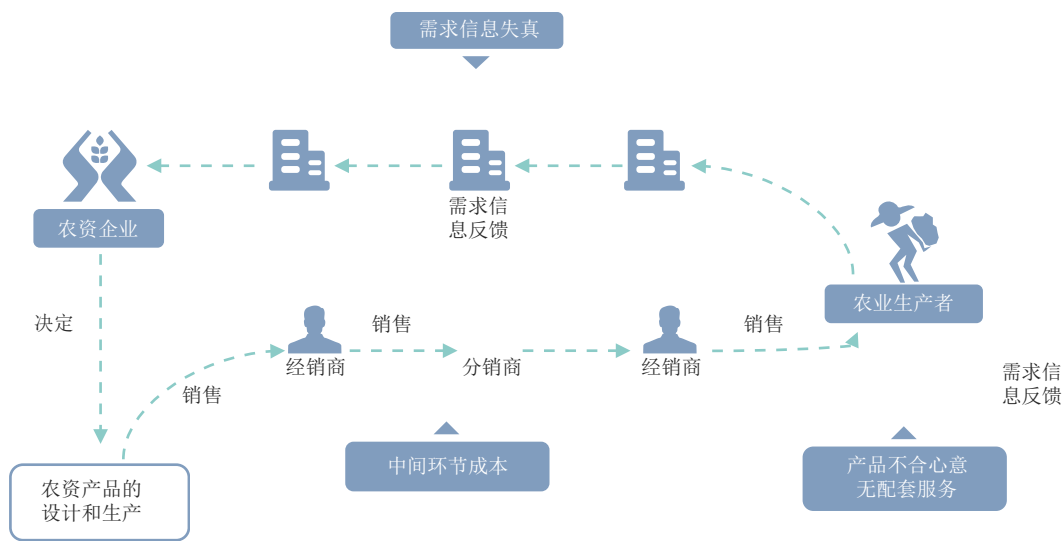 需求信息失真
需求信
息反馈
农资企业
农业生产者
决定
销售
销售
经销商
分销商
经销商
需求信
息反馈
销售
中间环节成本
产品不合心意
无配套服务
农资产品的
设计和生产